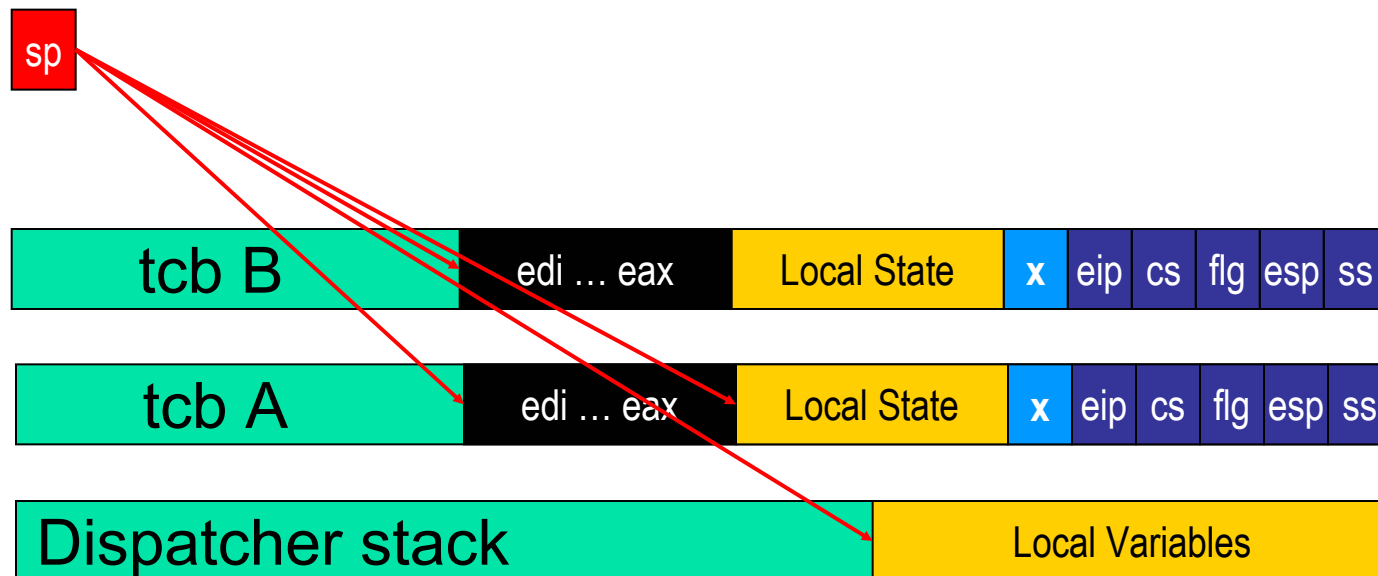 sp
tcb B edi … eax Local State x eip cs flg esp ss
tcb A edi … eax Local State x eip cs flg esp ss
Dispatcher stack Local Variables